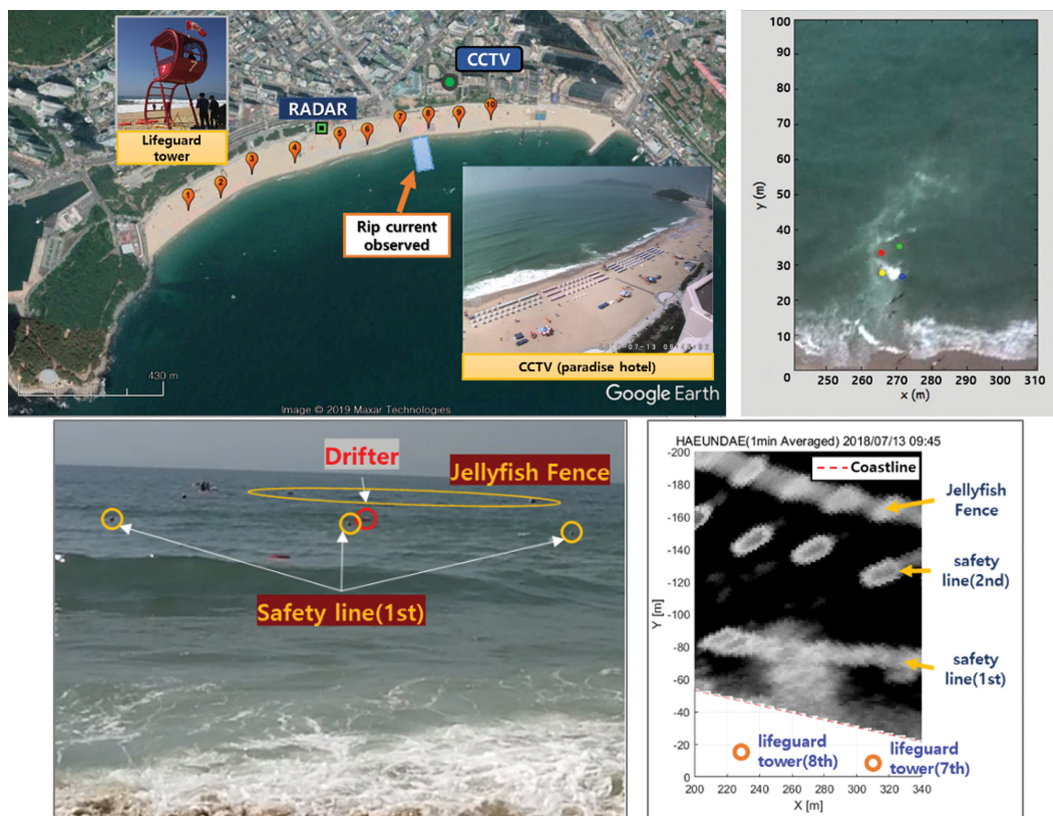 CCTV
RADAR
7
Lifeguard
tower
1
2
3
4
5
6
7
8
9
10
Rip current
observed
CCTV (paradise hotel)
430 m
Google Earth
Image © 2019 Maxar Technologies
y (m)
100
90
80
70
60
50
40
30
20
10
0
250
260
270
280
290
300
310
x (m)
Drifter
Jellyfish Fence
Safety line(1st)
HAEUNDAE(1min Averaged) 2018/07/13 09:45
Coastline
Y [m]
-200
-180
-160
-140
-120
-100
-80
-60
-40
-20
0
200
220
240
260
280
300
320
340
X [m]
Jellyfish
Fence
safety
line(2nd)
safety
line(1st)
lifeguard
tower(8th)
lifeguard
tower(7th)